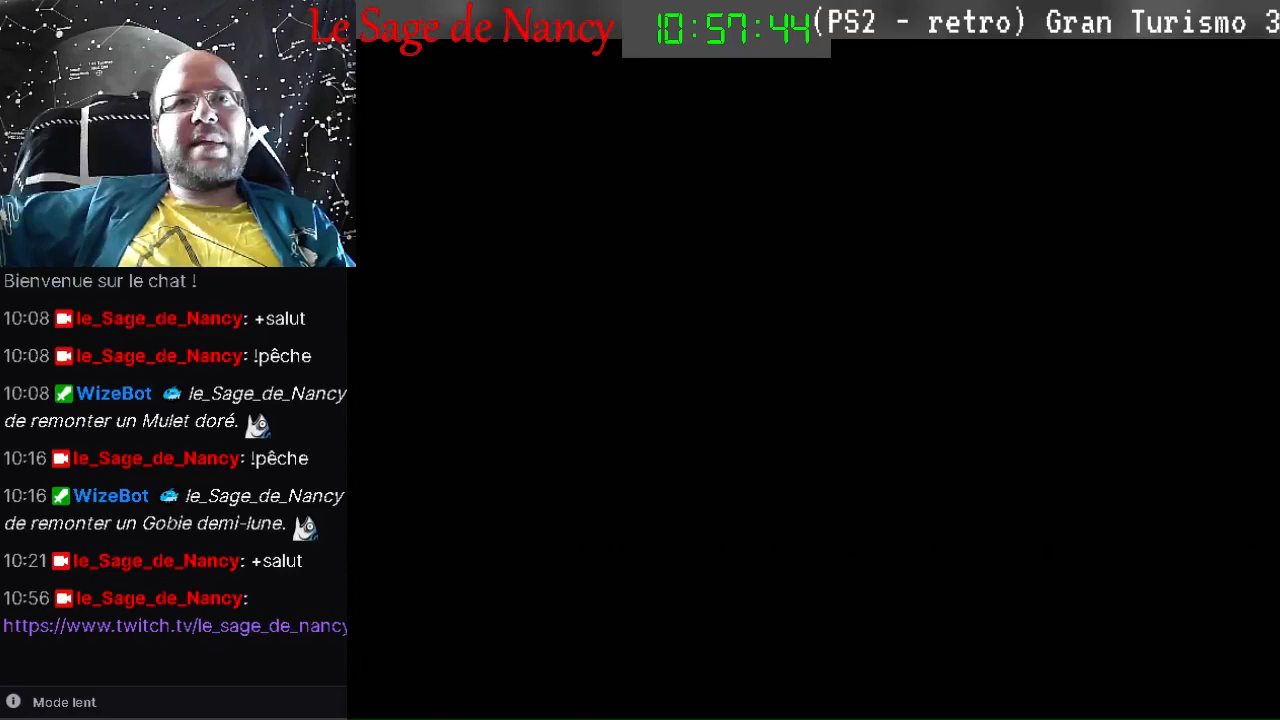 Le Sage de Nancy
10:57:44
(PS2 - retro) Gran Turismo 3
Bienvenue sur le chat !
10:08 le_Sage_de_Nancy: +salut
10:08 le_Sage_de_Nancy: !pêche
10:08 WizeBot le_Sage_de_Nancy
de remonter un Mulet doré.
10:16 le_Sage_de_Nancy: !pêche
10:16 WizeBot le_Sage_de_Nancy
de remonter un Gobie demi-lune.
10:21 le_Sage_de_Nancy: +salut
10:56 le_Sage_de_Nancy:
https://www.twitch.tv/le_sage_de_nancy
Mode lent